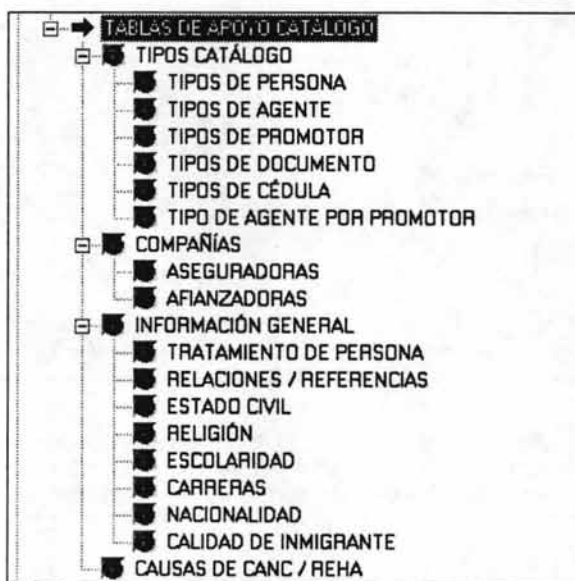 TABLAS DE APOYO CATÁLOGO
TIPOS CATÁLOGO
TIPOS DE PERSONA
TIPOS DE AGENTE
TIPOS DE PROMOTOR
TIPOS DE DOCUMENTO
TIPOS DE CÉDULA
TIPO DE AGENTE POR PROMOTOR
COMPAÑÍAS
ASEGURADORAS
AFIANZADORAS
INFORMACIÓN GENERAL
TRATAMIENTO DE PERSONA
RELACIONES / REFERENCIAS
ESTADO CIVIL
RELIGIÓN
ESCOLARIDAD
CARRERAS
NACIONALIDAD
CALIDAD DE INMIGRANTE
CAUSAS DE CANC / REHA